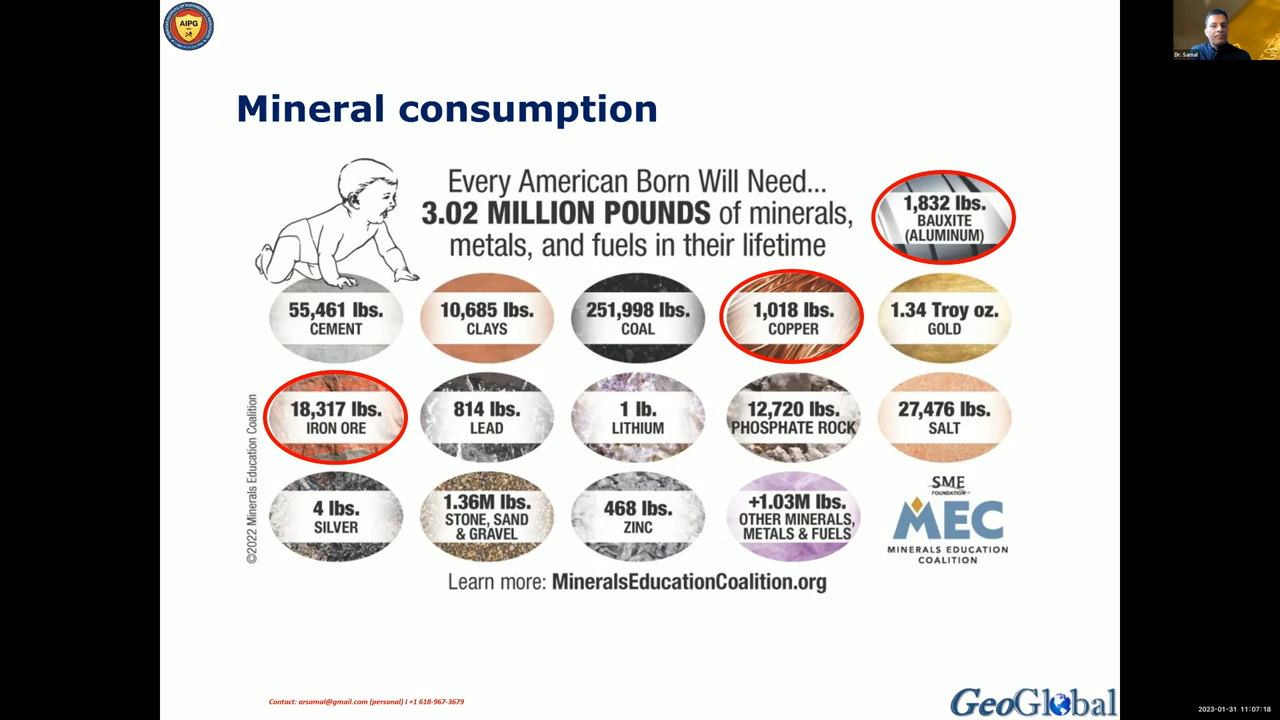 AIPG
Dr. Samal
Mineral consumption
Every American Born Will Need...
3.02 MILLION POUNDS of minerals,
metals, and fuels in their lifetime
1,832 lbs.
BAUXITE
(ALUMINUM)
55,461 lbs.
CEMENT
10,685 lbs.
CLAYS
251,998 lbs.
COAL
1,018 lbs.
COPPER
1.34 Troy oz.
GOLD
18,317 lbs.
IRON ORE
814 lbs.
LEAD
1 lb.
LITHIUM
12,720 lbs.
PHOSPHATE ROCK
27,476 lbs.
SALT
4 lbs.
SILVER
1.36M lbs.
STONE, SAND
& GRAVEL
468 lbs.
ZINC
+1.03M lbs.
OTHER MINERALS,
METALS & FUELS
SME
FOUNDATION
MEC
MINERALS EDUCATION
COALITION
©2022 Minerals Education Coalition
Learn more: MineralsEducationCoalition.org
Contact: arsamal@gmail.com (personal) I +1 618-967-3679
GeoGlobal
2023-01-31 11:07:18